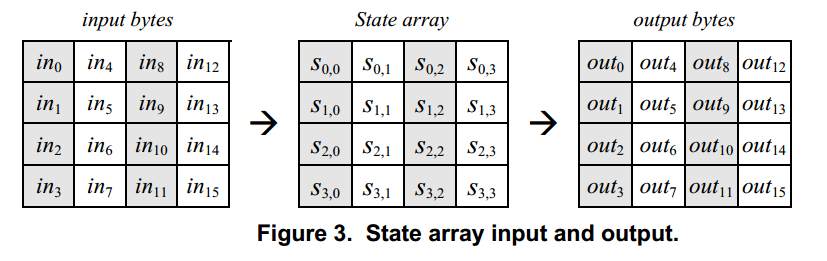 input bytes State array output bytes
in0 in4 in8 in12 S0,0 S0,1 S0,2 S0,3 out0 out4 out8 out12
in1 in5 in9 in13 S1,0 S1,1 S1,2 S1,3 out1 out5 out9 out13
in2 in6 in10 in14 S2,0 S2,1 S2,2 S2,3 out2 out6 out10 out14
in3 in7 in11 in15 S3,0 S3,1 S3,2 S3,3 out3 out7 out11 out15
Figure 3. State array input and output.